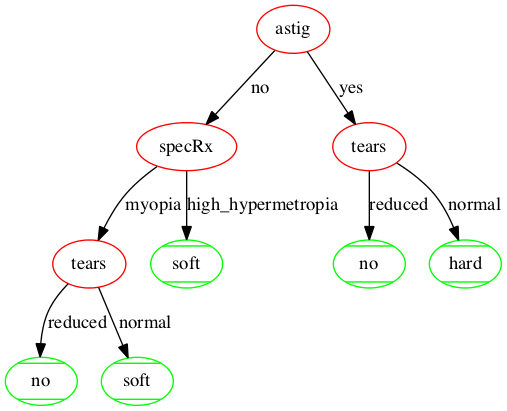 astig
no
yes
specRx
tears
myopia
high_hypermetropia
reduced
normal
tears
soft
no
hard
reduced
normal
no
soft